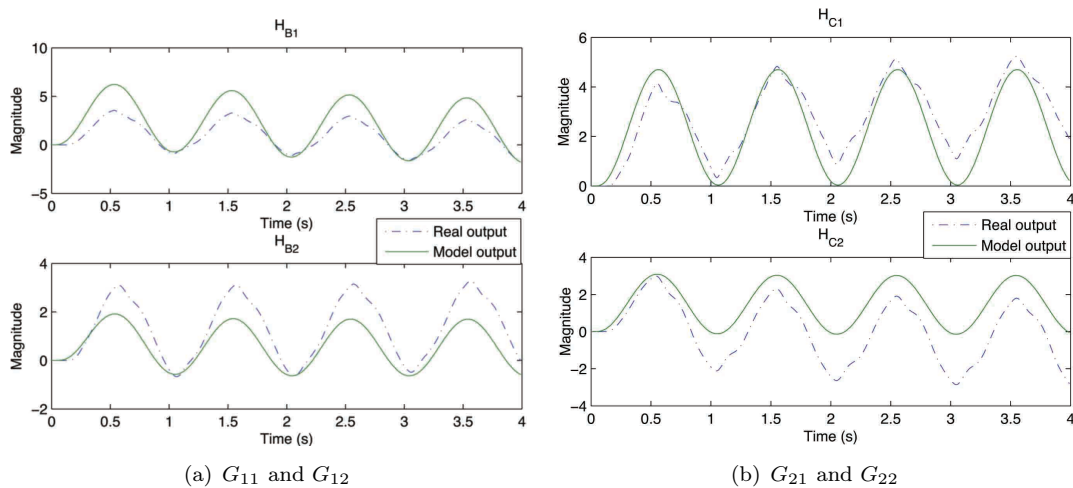 H_B1
10
5
0
−5
Magnitude
0 0.5 1 1.5 2 2.5 3 3.5 4
Time (s)
Real output
Model output
H_B2
4
2
0
−2
Magnitude
0 0.5 1 1.5 2 2.5 3 3.5 4
Time (s)
(a) G_11 and G_12
H_C1
6
4
2
0
Magnitude
0 0.5 1 1.5 2 2.5 3 3.5 4
Time (s)
Real output
Model output
H_C2
4
2
0
−2
−4
Magnitude
0 0.5 1 1.5 2 2.5 3 3.5 4
Time (s)
(b) G_21 and G_22